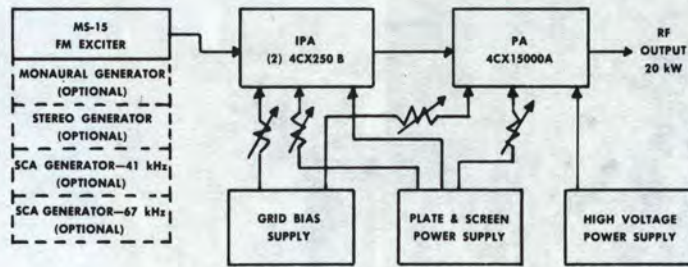 MS-15
FM EXCITER
MONAURAL GENERATOR
(OPTIONAL)
STEREO GENERATOR
(OPTIONAL)
SCA GENERATOR—41 kHz
(OPTIONAL)
SCA GENERATOR—67 kHz
(OPTIONAL)
IPA
(2) 4CX250 B
PA
4CX15000A
RF
OUTPUT
20 kW
GRID BIAS
SUPPLY
PLATE & SCREEN
POWER SUPPLY
HIGH VOLTAGE
POWER SUPPLY